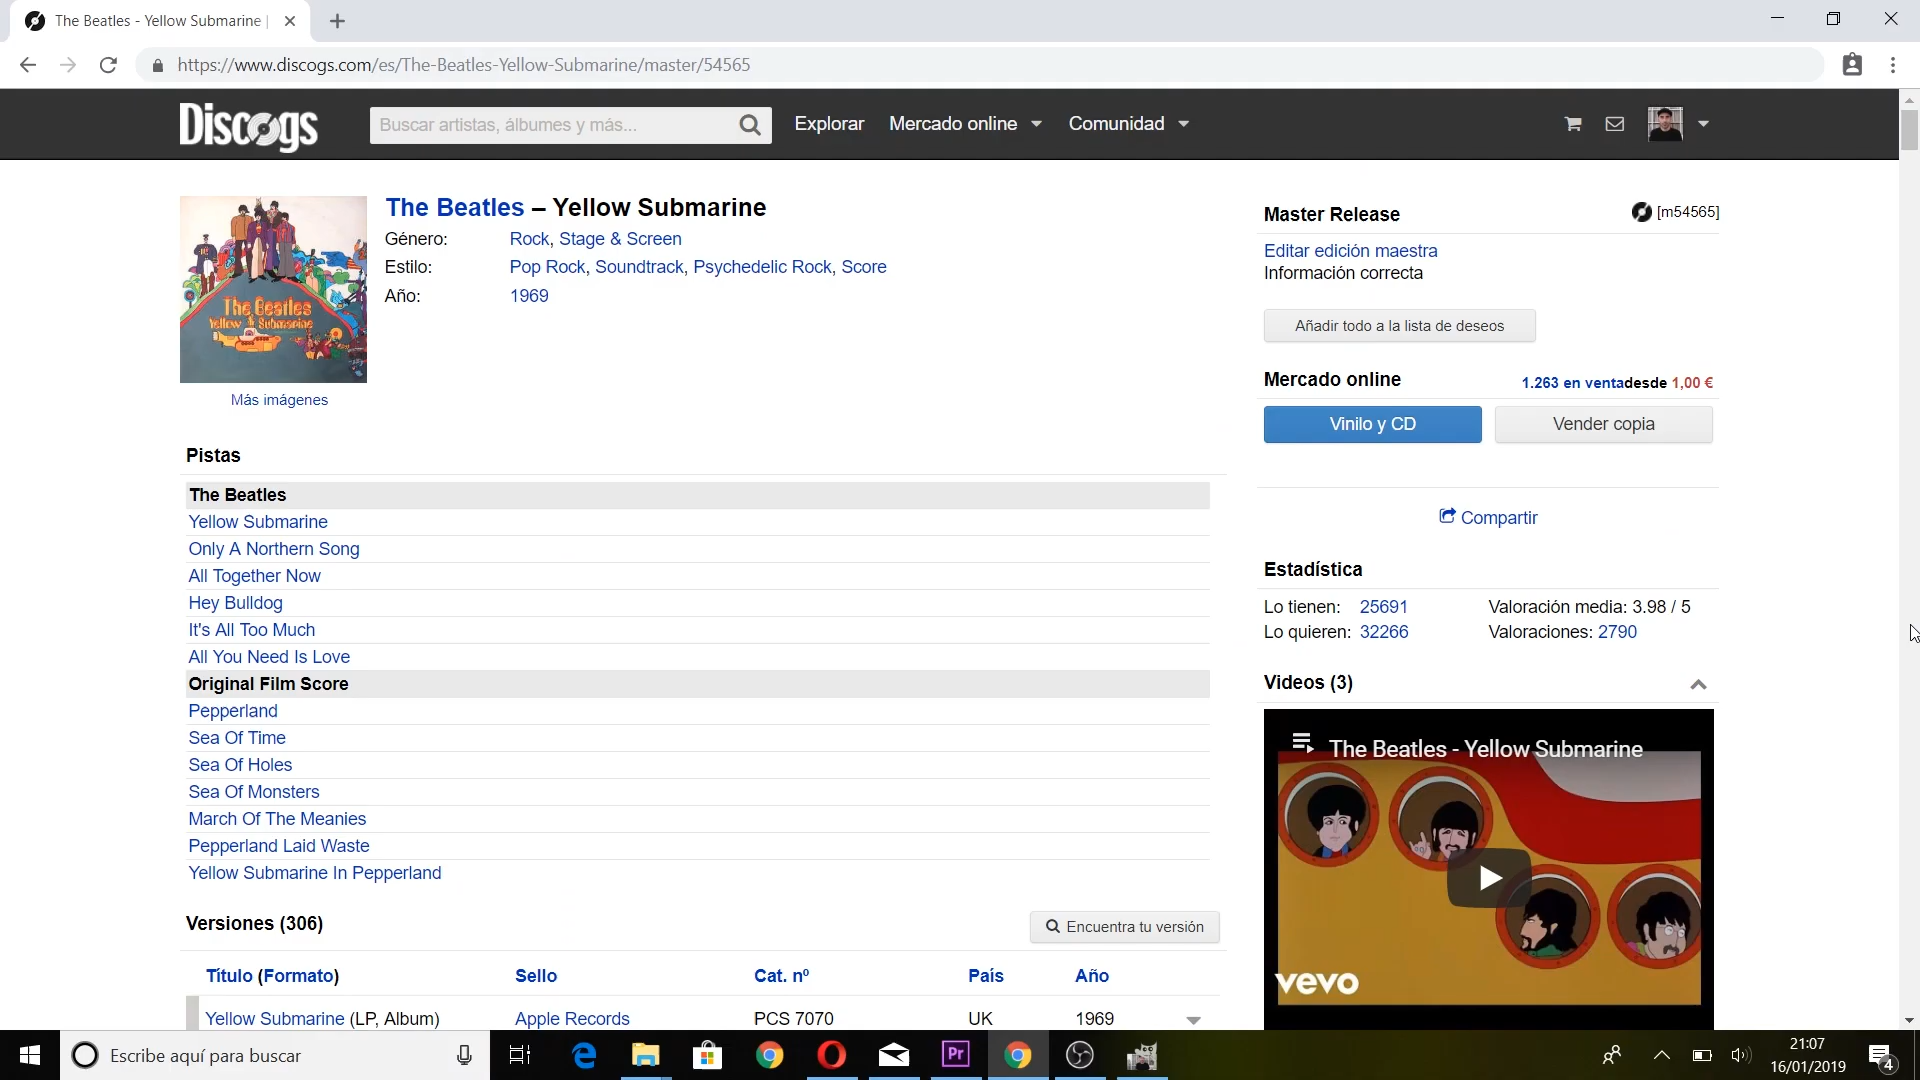 The Beatles - Yellow Submarine |
https://www.discogs.com/es/The-Beatles-Yellow-Submarine/master/54565
Discogs
Buscar artistas, álbumes y más...
Explorar
Mercado online
Comunidad
The Beatles – Yellow Submarine
Género: Rock, Stage & Screen
Estilo: Pop Rock, Soundtrack, Psychedelic Rock, Score
Año: 1969
The Beatles
Yellow Submarine
Más imágenes
Pistas
The Beatles
Yellow Submarine
Only A Northern Song
All Together Now
Hey Bulldog
It's All Too Much
All You Need Is Love
Original Film Score
Pepperland
Sea Of Time
Sea Of Holes
Sea Of Monsters
March Of The Meanies
Pepperland Laid Waste
Yellow Submarine In Pepperland
Versiones (306)
Encuentra tu versión
Título (Formato) Sello Cat. nº País Año
Yellow Submarine (LP, Album) Apple Records PCS 7070 UK 1969
Master Release
[m54565]
Editar edición maestra
Información correcta
Añadir todo a la lista de deseos
Mercado online
1.263 en ventadesde 1,00 €
Vinilo y CD
Vender copia
Compartir
Estadística
Lo tienen: 25691 Valoración media: 3.98 / 5
Lo quieren: 32266 Valoraciones: 2790
Videos (3)
The Beatles - Yellow Submarine
vevo
Escribe aquí para buscar
Pr
21:07
16/01/2019
4